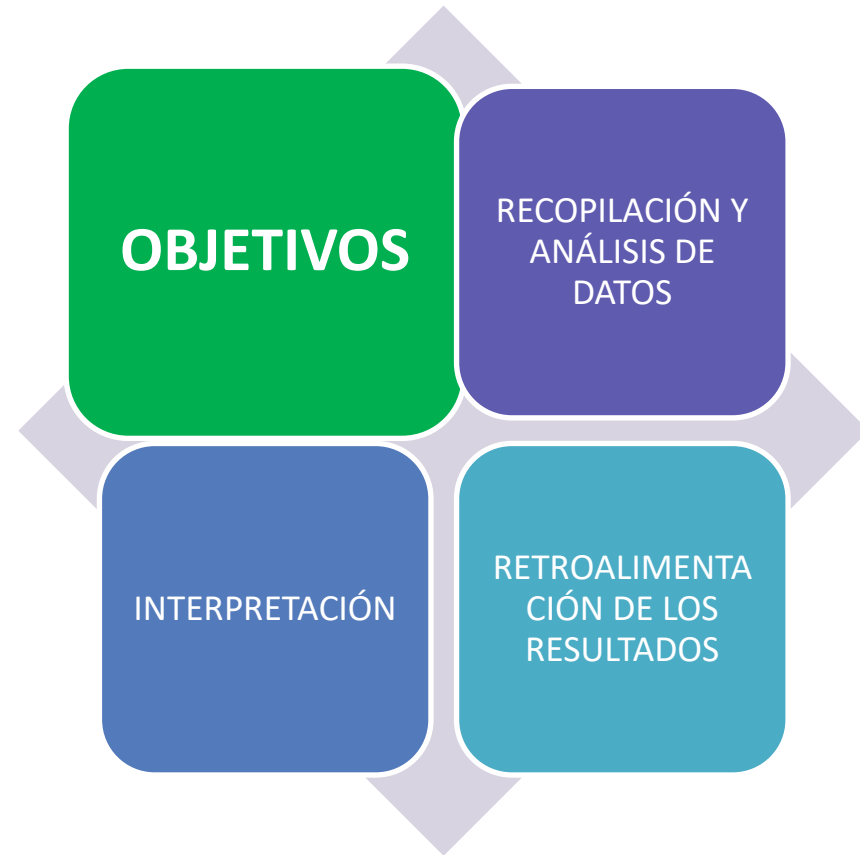 OBJETIVOS
RECOPILACIÓN Y
ANÁLISIS DE
DATOS
INTERPRETACIÓN
RETROALIMENTA
CIÓN DE LOS
RESULTADOS